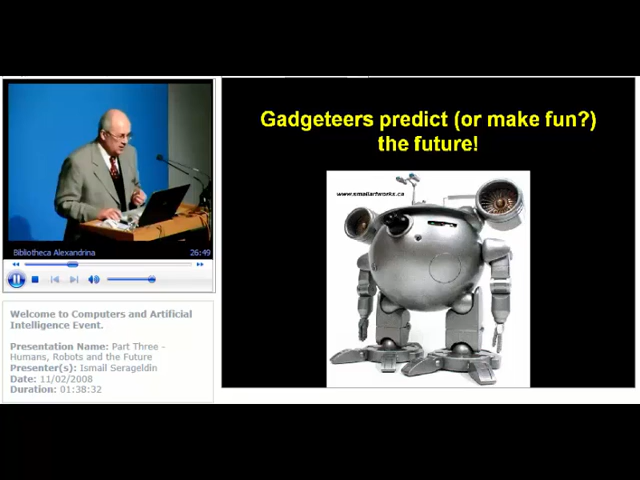 Gadgeteers predict (or make fun?)
the future!
www.smallartworks.ca
Bibliotheca Alexandrina
26:49
Welcome to Computers and Artificial
Intelligence Event.
Presentation Name: Part Three -
Humans, Robots and the Future
Presenter(s): Ismail Serageldin
Date: 11/02/2008
Duration: 01:38:32